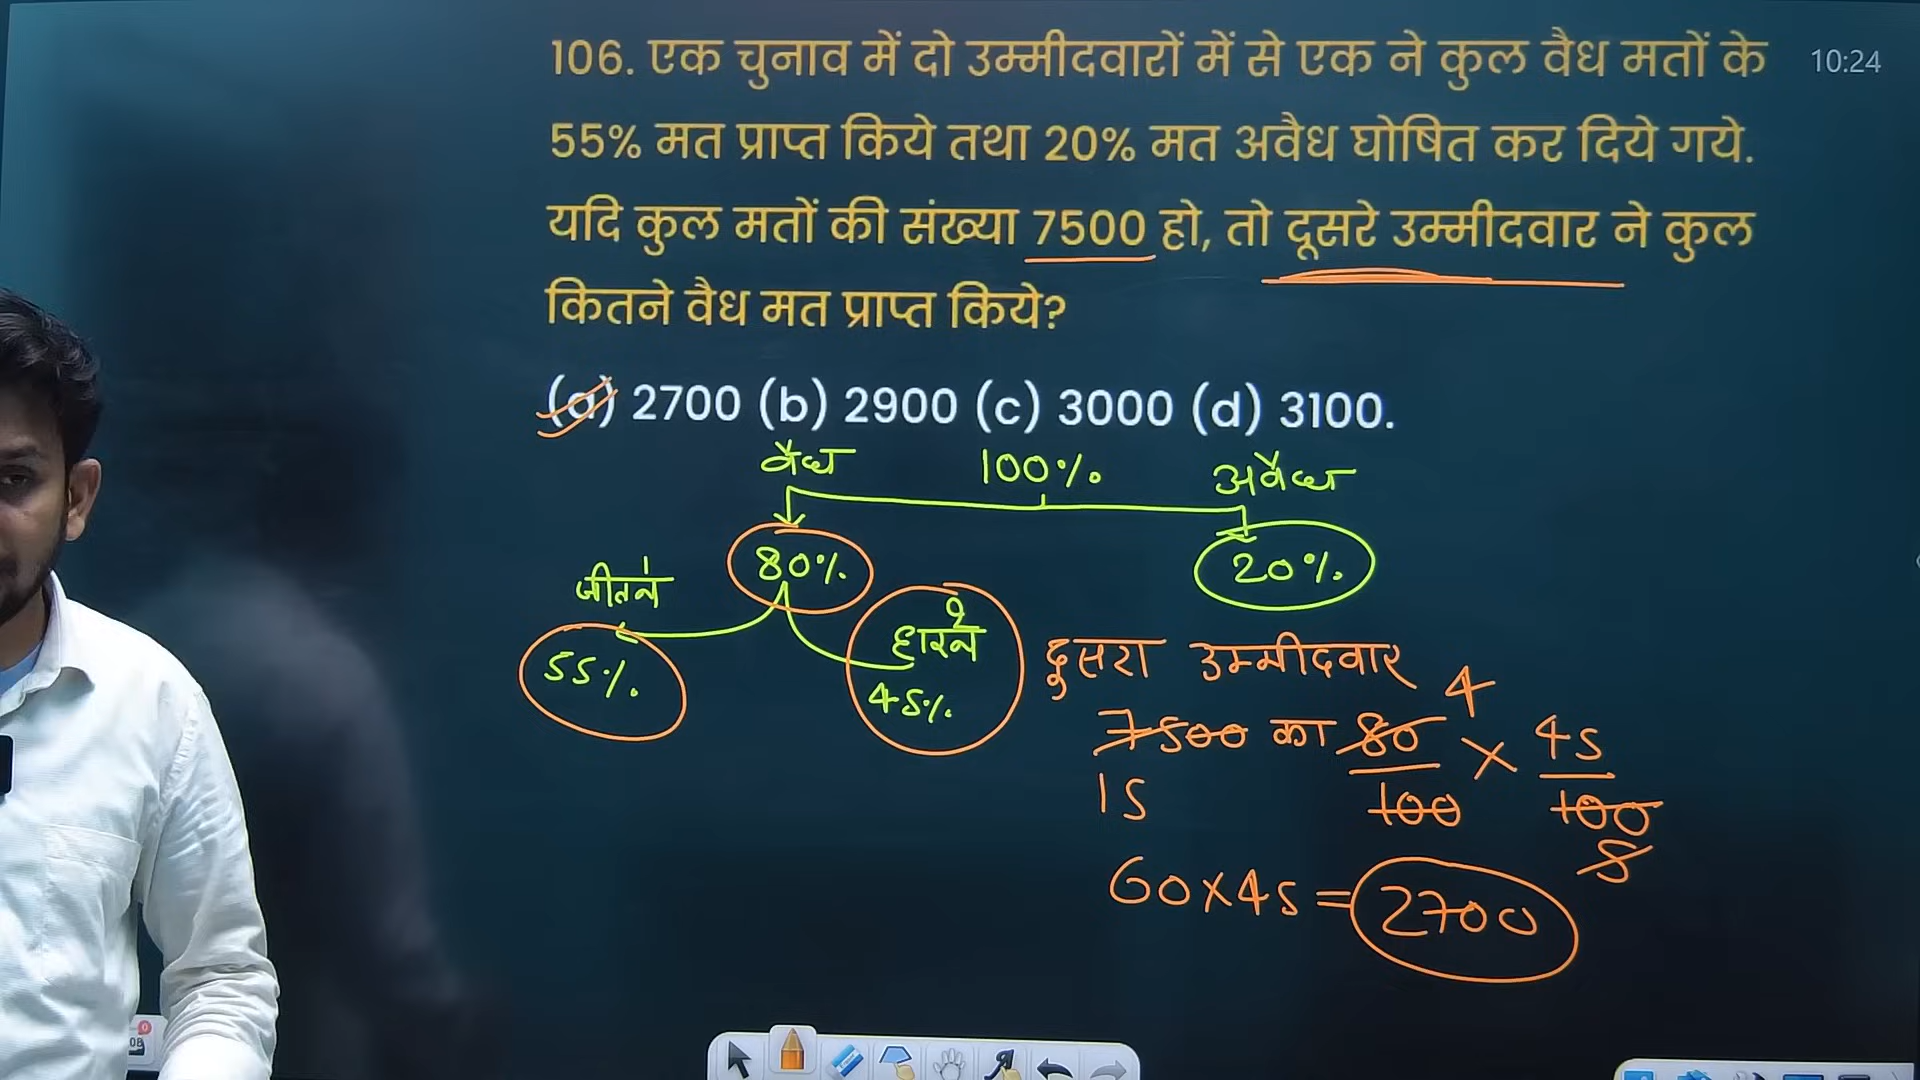 106. एक चुनाव में दो उम्मीदवारों में से एक ने कुल वैध मतों के
10:24
55% मत प्राप्त किये तथा 20% मत अवैध घोषित कर दिये गये.
यदि कुल मतों की संख्या 7500 हो, तो दूसरे उम्मीदवार ने कुल
कितने वैध मत प्राप्त किये?
(a) 2700 (b) 2900 (c) 3000 (d) 3100.
वैध 100% अवैध
80% 20%
जीतने हारने
55% 45%
दुसरा उम्मीदवार
4
7500 का 80/100 × 45/100
15
5
60×45=2700